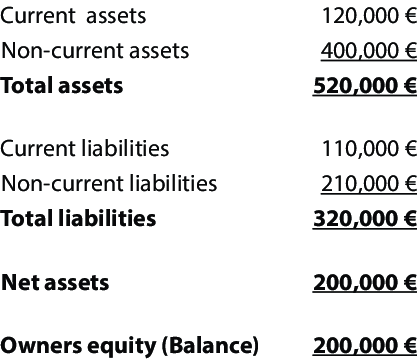 Current assets 120,000 €
Non-current assets 400,000 €
Total assets 520,000 €
Current liabilities 110,000 €
Non-current liabilities 210,000 €
Total liabilities 320,000 €
Net assets 200,000 €
Owners equity (Balance) 200,000 €